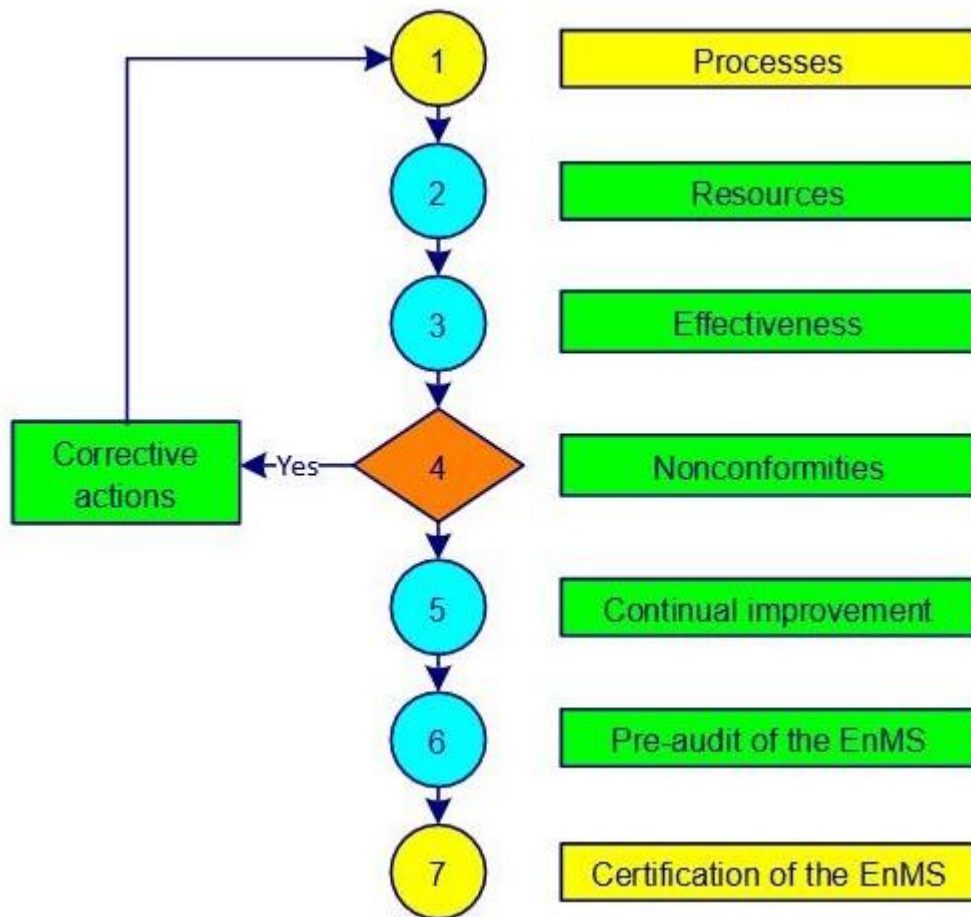 1
Processes
2
Resources
3
Effectiveness
Corrective
actions
Yes
4
Nonconformities
5
Continual improvement
6
Pre-audit of the EnMS
7
Certification of the EnMS